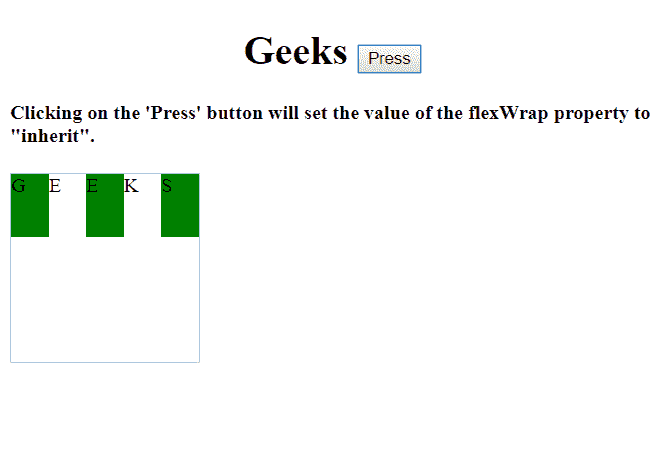 Geeks Press
Clicking on the 'Press' button will set the value of the flexWrap property to
"inherit".
G E E K S